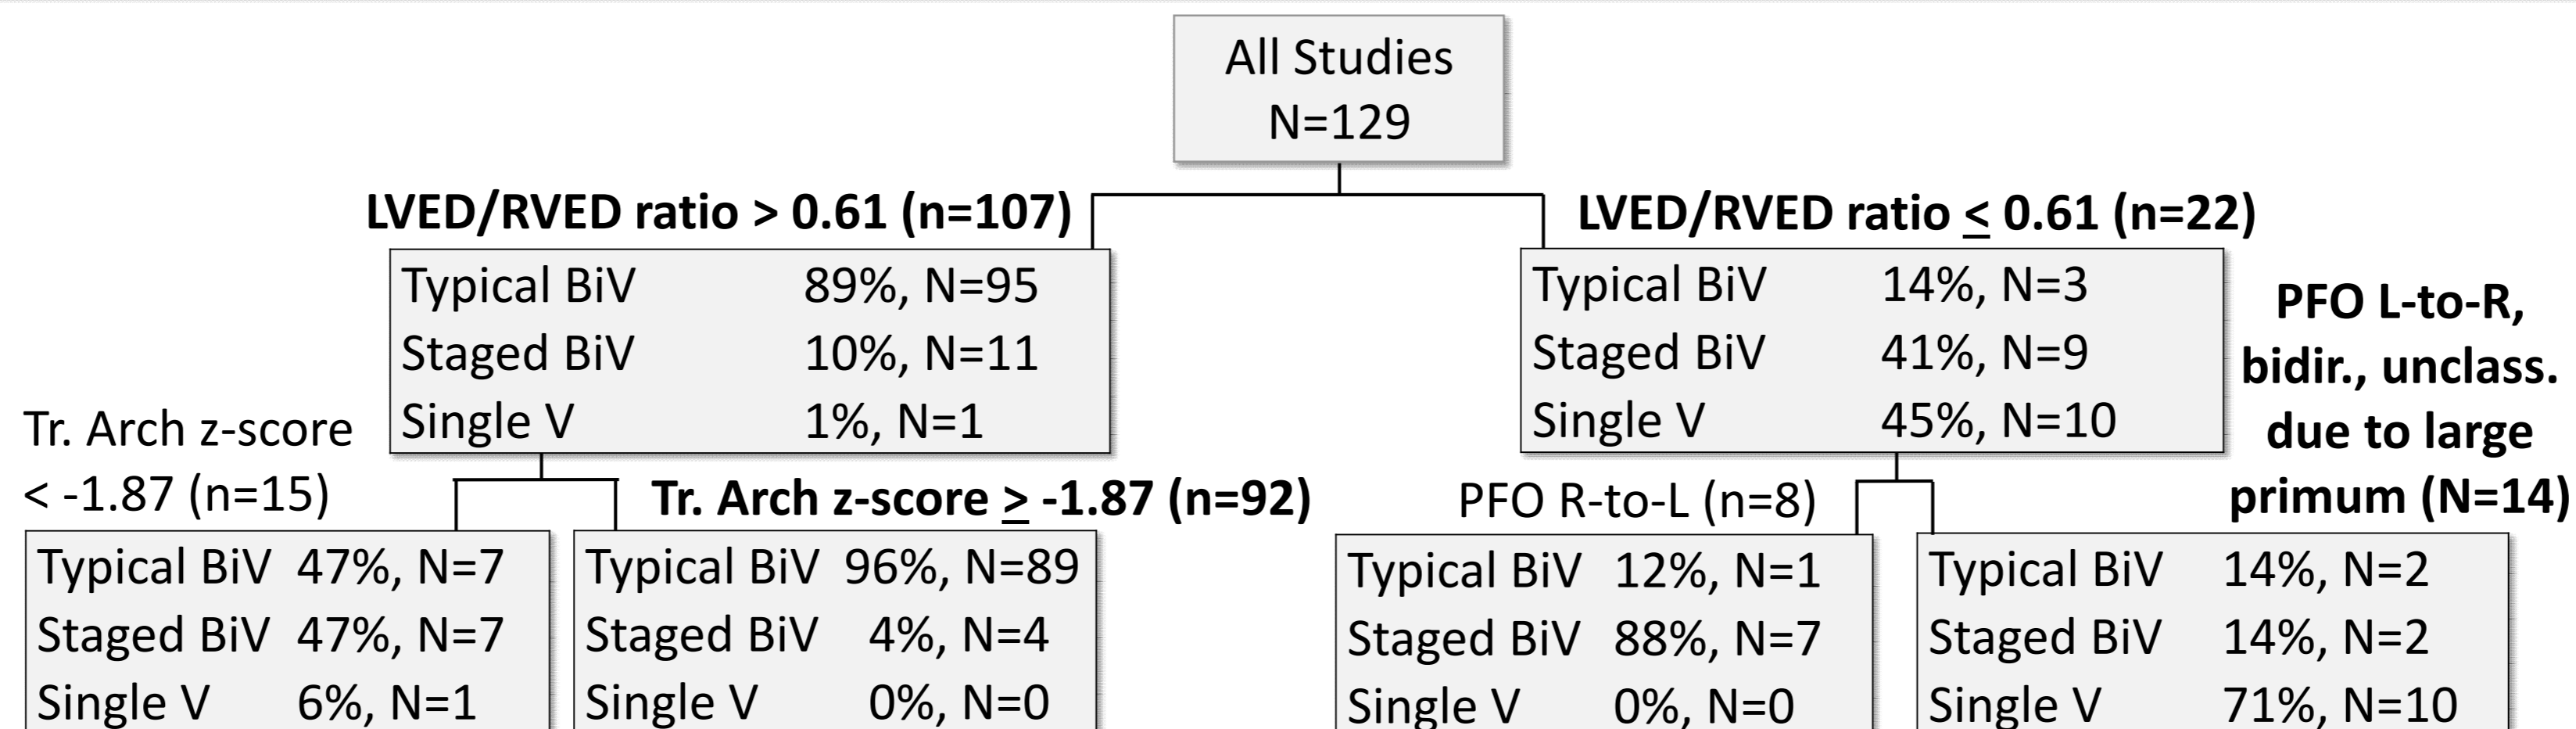 All Studies
N=129
LVED/RVED ratio > 0.61 (n=107)
Typical BiV 89%, N=95
Staged BiV 10%, N=11
Single V 1%, N=1
LVED/RVED ratio ≤ 0.61 (n=22)
Typical BiV 14%, N=3
Staged BiV 41%, N=9
Single V 45%, N=10
Tr. Arch z-score
< -1.87 (n=15)
Typical BiV 47%, N=7
Staged BiV 47%, N=7
Single V 6%, N=1
Tr. Arch z-score ≥ -1.87 (n=92)
Typical BiV 96%, N=89
Staged BiV 4%, N=4
Single V 0%, N=0
PFO R-to-L (n=8)
Typical BiV 12%, N=1
Staged BiV 88%, N=7
Single V 0%, N=0
PFO L-to-R,
bidir., unclass.
due to large
primum (N=14)
Typical BiV 14%, N=2
Staged BiV 14%, N=2
Single V 71%, N=10